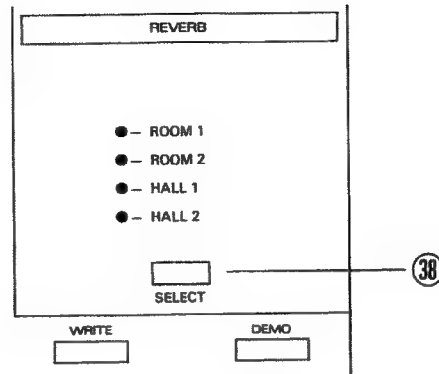 REVERB
ROOM 1
ROOM 2
HALL 1
HALL 2
38
SELECT
WRITE DEMO